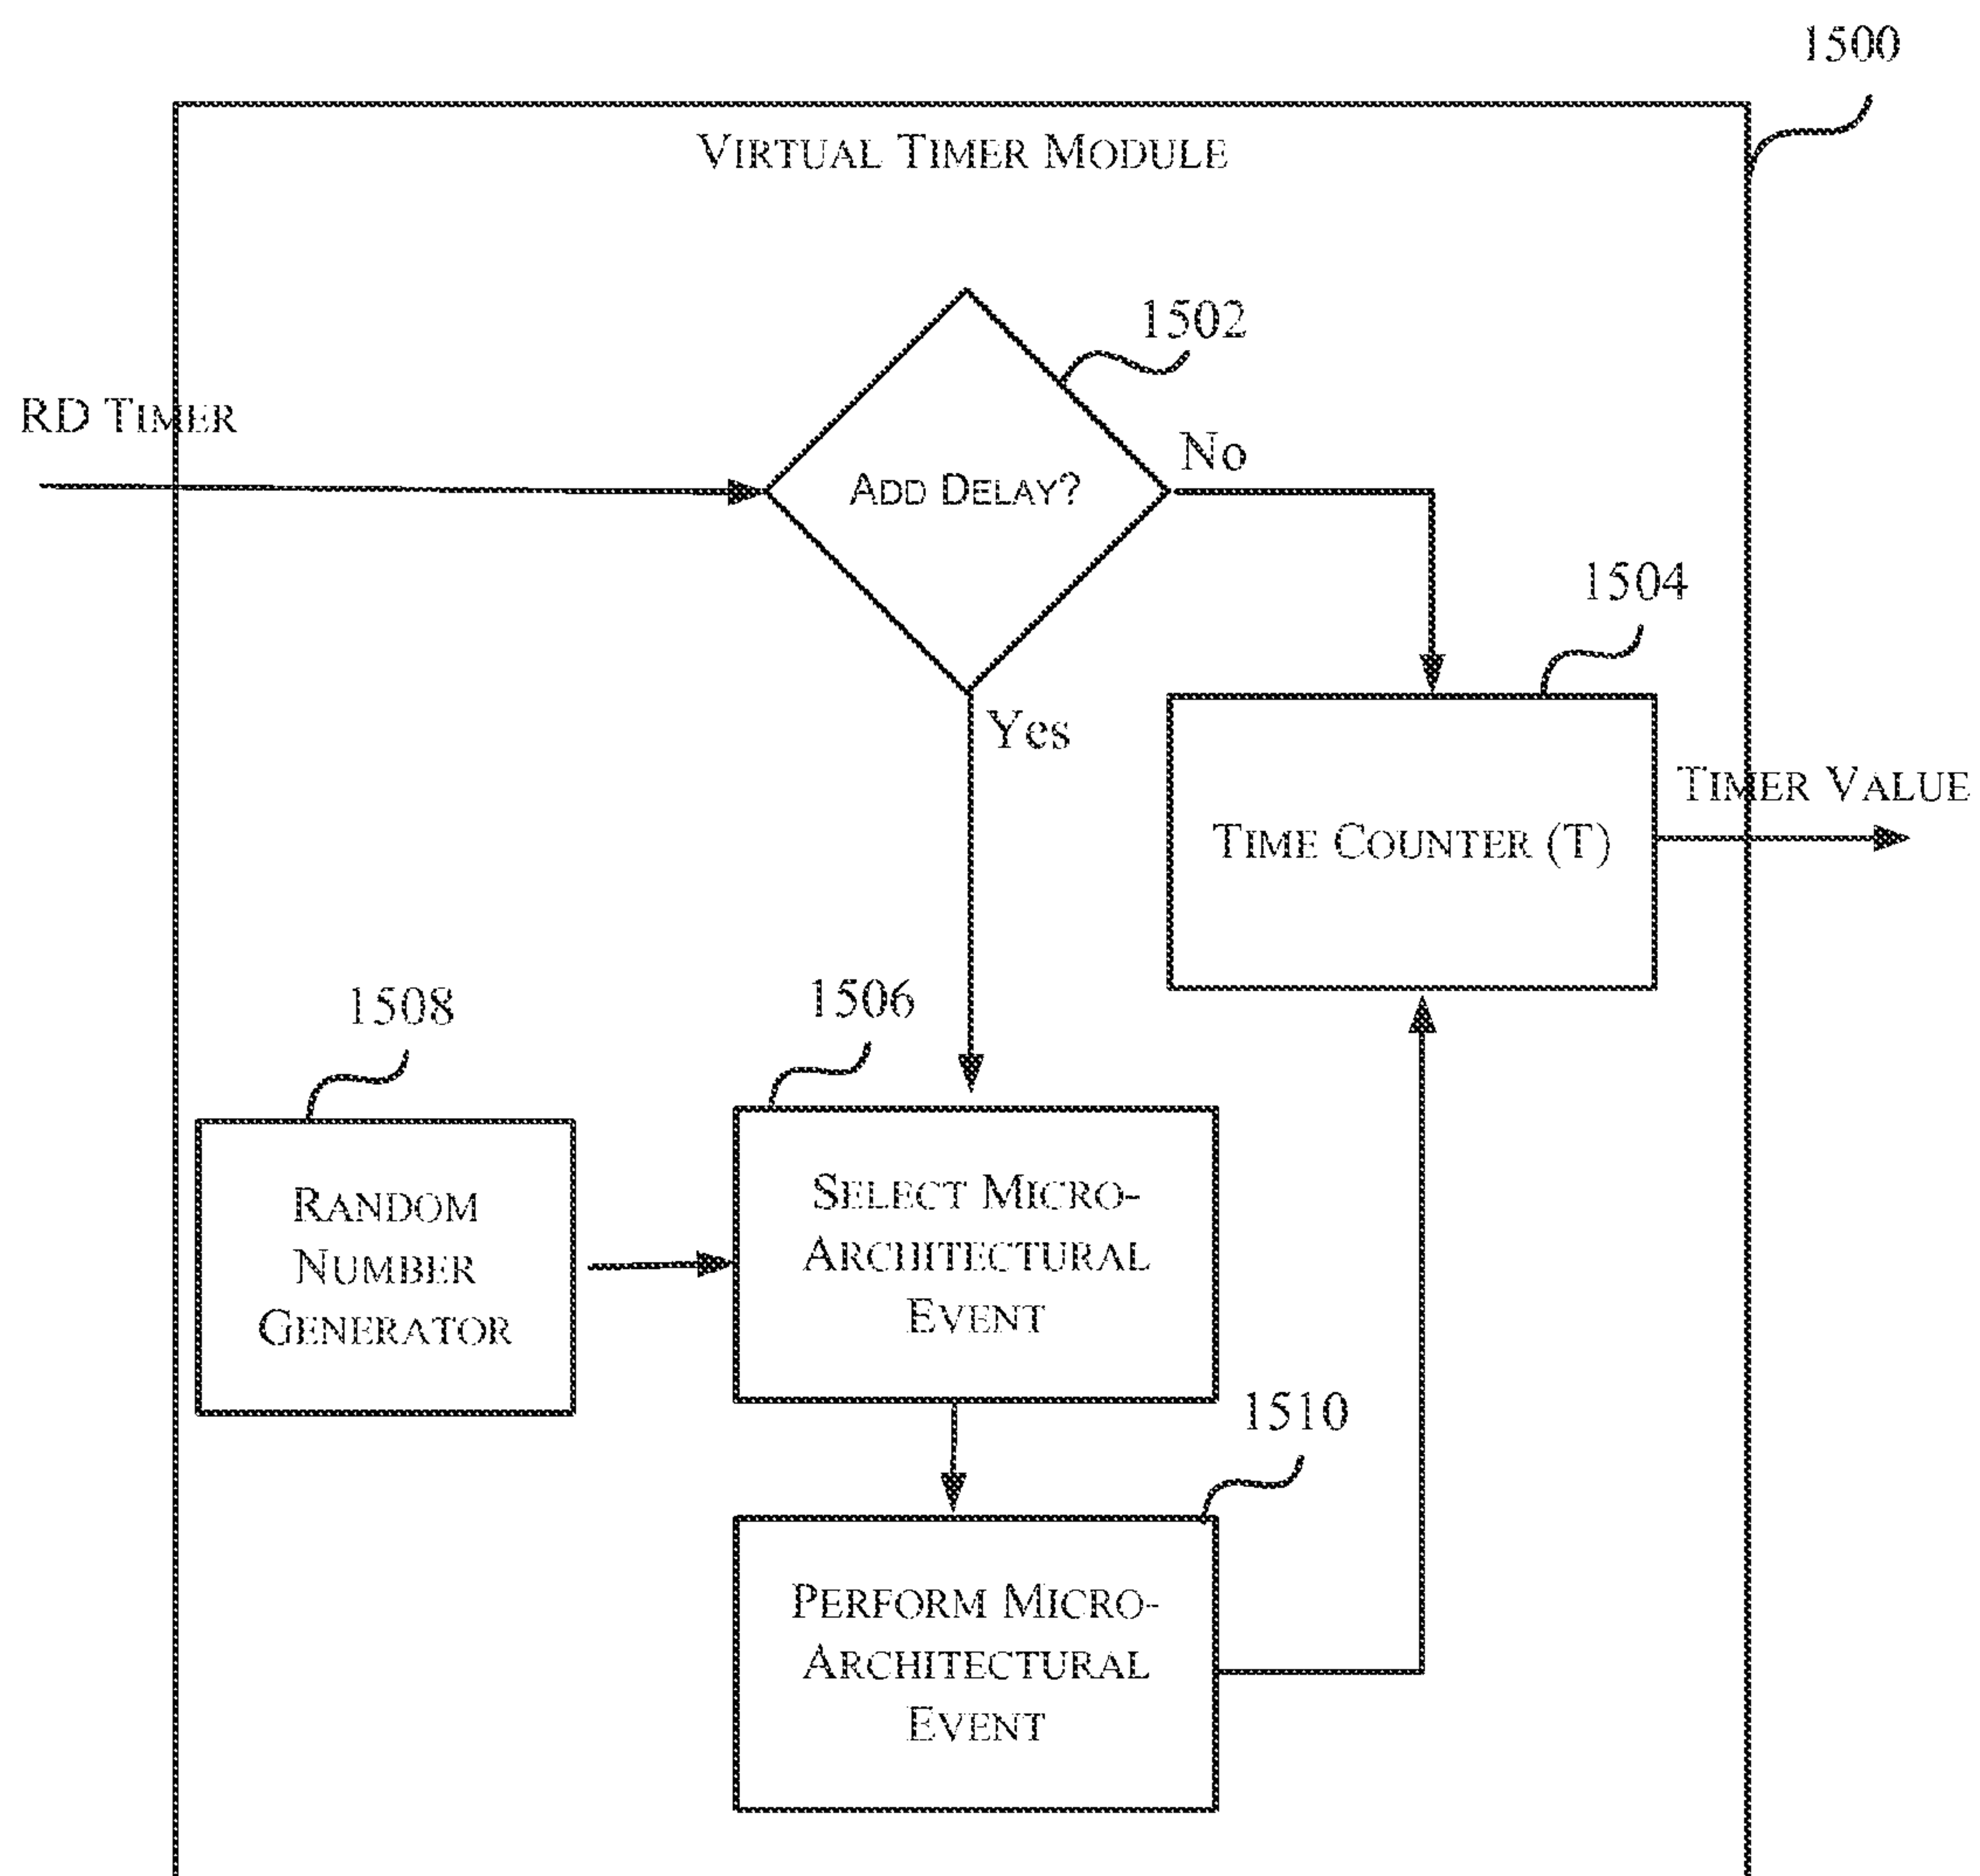 1500
VIRTUAL TIMER MODULE
1502
RD TIMER
No
ADD DELAY?
1504
Yes
TIMER VALUE
TIME COUNTER (T)
1508
1506
RANDOM
NUMBER
GENERATOR
SELECT MICRO-
ARCHITECTURAL
EVENT
1510
PERFORM MICRO-
ARCHITECTURAL
EVENT